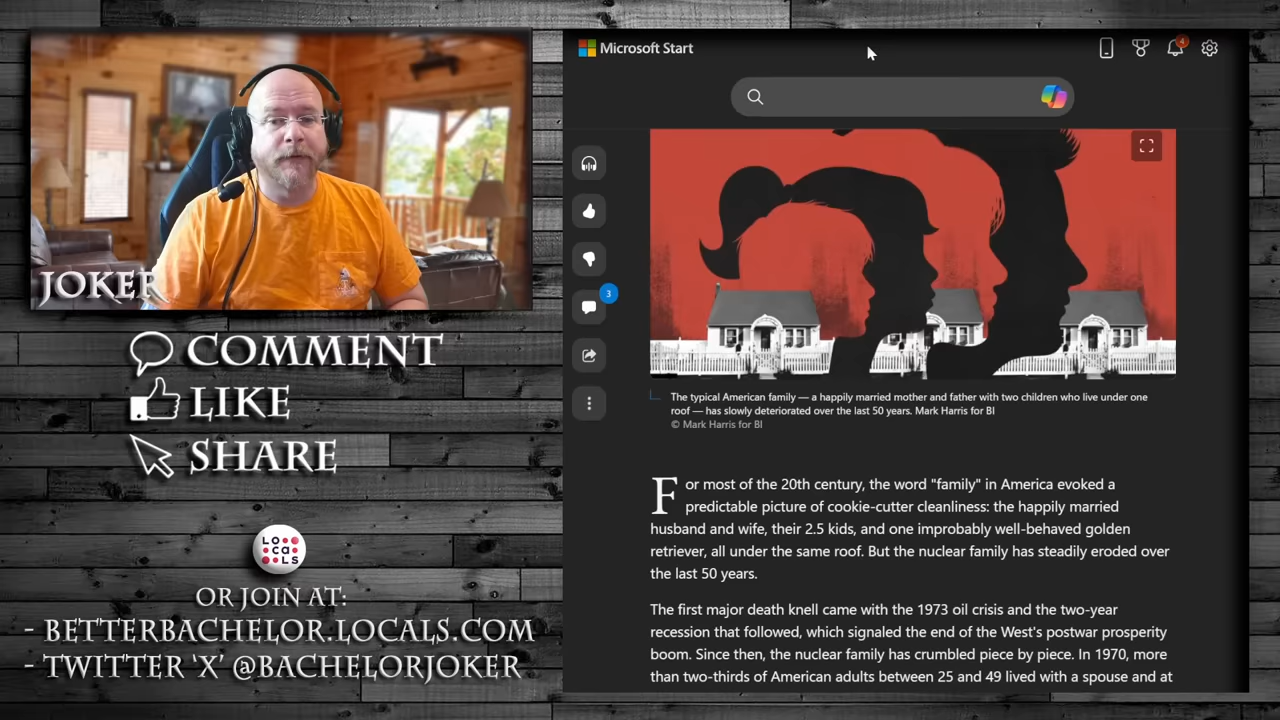 JOKER
COMMENT
LIKE
SHARE
LOCALS
OR JOIN AT:
- BETTERBACHELOR.LOCALS.COM
- TWITTER 'X' @BACHELORJOKER
Microsoft Start
4
3
The typical American family — a happily married mother and father with two children who live under one
roof — has slowly deteriorated over the last 50 years. Mark Harris for BI
© Mark Harris for BI
For most of the 20th century, the word "family" in America evoked a
predictable picture of cookie-cutter cleanliness: the happily married
husband and wife, their 2.5 kids, and one improbably well-behaved golden
retriever, all under the same roof. But the nuclear family has steadily eroded over
the last 50 years.
The first major death knell came with the 1973 oil crisis and the two-year
recession that followed, which signaled the end of the West's postwar prosperity
boom. Since then, the nuclear family has crumbled piece by piece. In 1970, more
than two-thirds of American adults between 25 and 49 lived with a spouse and at